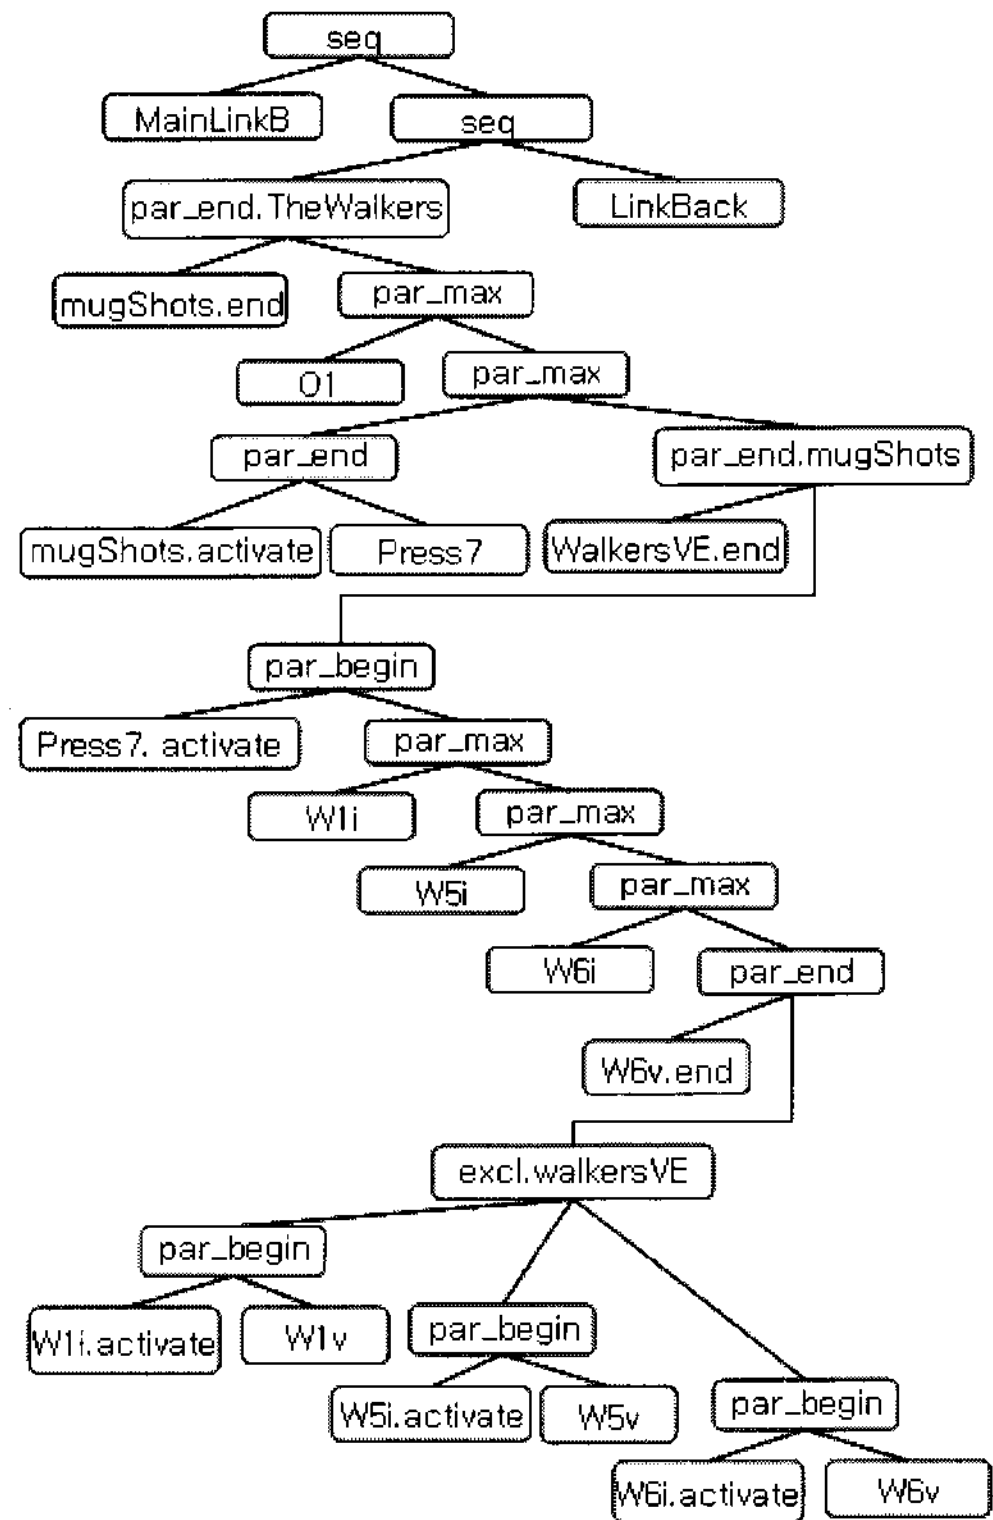 seq
MainLinkB
seq
par_end.TheWalkers
LinkBack
mugShots.end
par_max
O1
par_max
par_end
par_end.mugShots
mugShots.activate
Press7
WalkersVE.end
par_begin
Press7. activate
par_max
W1i
par_max
W5i
par_max
W6i
par_end
W6v.end
excl.walkersVE
par_begin
W1i.activate
W1v
par_begin
W5i.activate
W5v
par_begin
W6i.activate
W6v